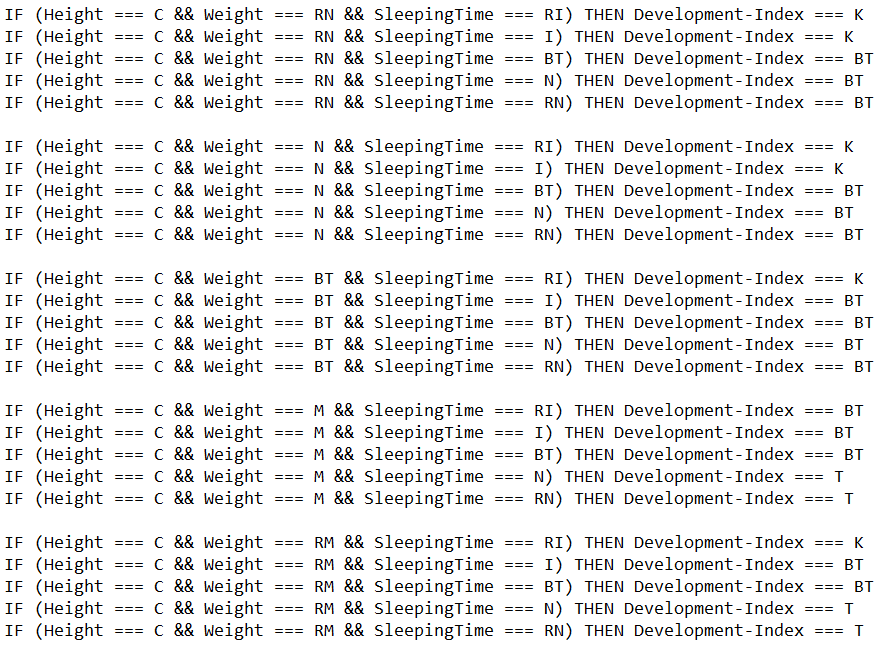 IF (Height === C && Weight === RN && SleepingTime === RI) THEN Development-Index === K
IF (Height === C && Weight === RN && SleepingTime === I) THEN Development-Index === K
IF (Height === C && Weight === RN && SleepingTime === BT) THEN Development-Index === BT
IF (Height === C && Weight === RN && SleepingTime === N) THEN Development-Index === BT
IF (Height === C && Weight === RN && SleepingTime === RN) THEN Development-Index === BT

IF (Height === C && Weight === N && SleepingTime === RI) THEN Development-Index === K
IF (Height === C && Weight === N && SleepingTime === I) THEN Development-Index === K
IF (Height === C && Weight === N && SleepingTime === BT) THEN Development-Index === BT
IF (Height === C && Weight === N && SleepingTime === N) THEN Development-Index === BT
IF (Height === C && Weight === N && SleepingTime === RN) THEN Development-Index === BT

IF (Height === C && Weight === BT && SleepingTime === RI) THEN Development-Index === K
IF (Height === C && Weight === BT && SleepingTime === I) THEN Development-Index === BT
IF (Height === C && Weight === BT && SleepingTime === BT) THEN Development-Index === BT
IF (Height === C && Weight === BT && SleepingTime === N) THEN Development-Index === BT
IF (Height === C && Weight === BT && SleepingTime === RN) THEN Development-Index === BT

IF (Height === C && Weight === M && SleepingTime === RI) THEN Development-Index === BT
IF (Height === C && Weight === M && SleepingTime === I) THEN Development-Index === BT
IF (Height === C && Weight === M && SleepingTime === BT) THEN Development-Index === BT
IF (Height === C && Weight === M && SleepingTime === N) THEN Development-Index === T
IF (Height === C && Weight === M && SleepingTime === RN) THEN Development-Index === T

IF (Height === C && Weight === RM && SleepingTime === RI) THEN Development-Index === K
IF (Height === C && Weight === RM && SleepingTime === I) THEN Development-Index === BT
IF (Height === C && Weight === RM && SleepingTime === BT) THEN Development-Index === BT
IF (Height === C && Weight === RM && SleepingTime === N) THEN Development-Index === T
IF (Height === C && Weight === RM && SleepingTime === RN) THEN Development-Index === T